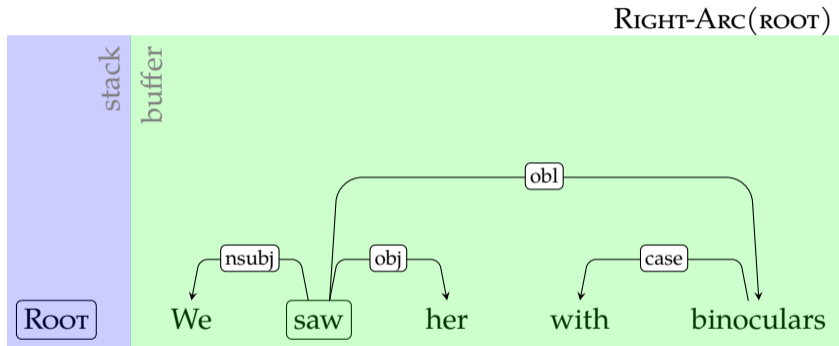 RIGHT-ARC(ROOT)
stack
buffer
obl
nsubj obj case
ROOT We saw her with binoculars